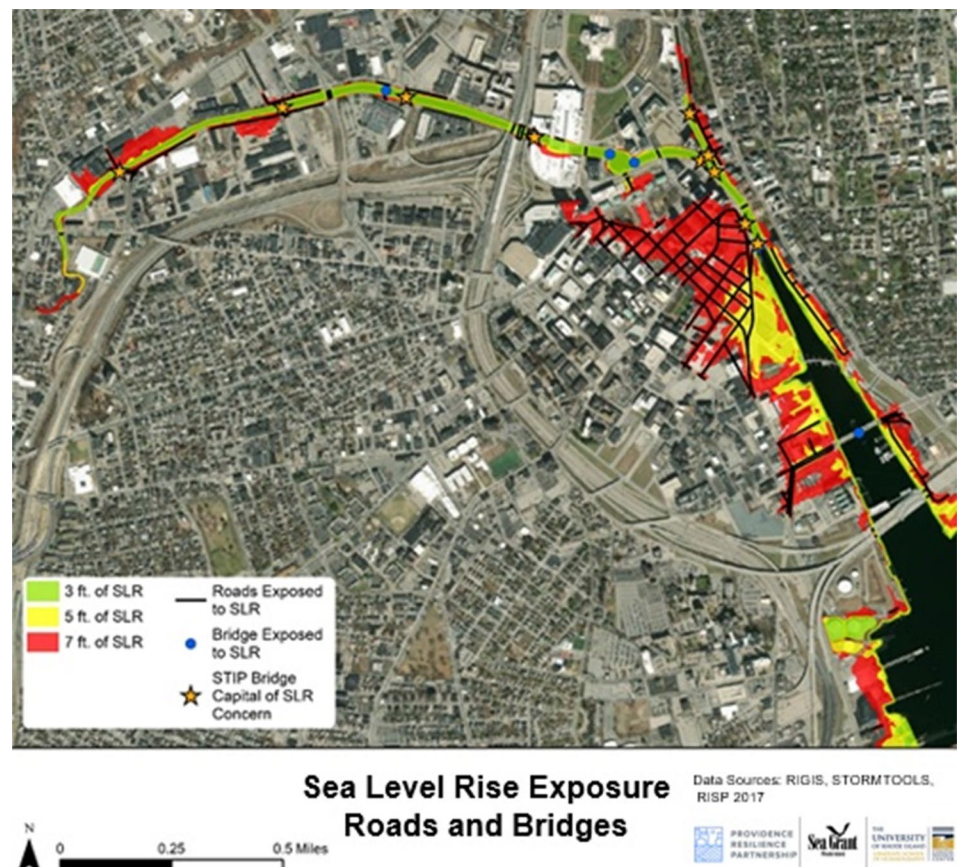 3 ft. of SLR
5 ft. of SLR
7 ft. of SLR
Roads Exposed
to SLR
Bridge Exposed
to SLR
STIP Bridge
Capital of SLR
Concern
Sea Level Rise Exposure
Roads and Bridges
Data Sources: RIGIS, STORMTOOLS,
RISP 2017
N
0 0.25 0.5 Miles
PROVIDENCE
RESILIENCE
PARTNERSHIP
Sea Grant
THE
UNIVERSITY
OF RHODE ISLAND